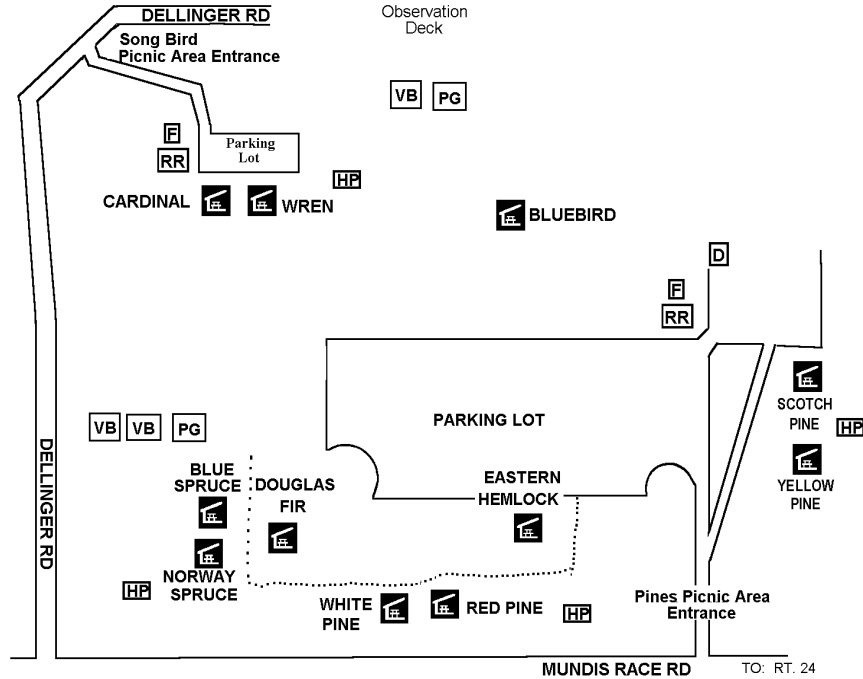 DELLINGER RD
Observation
Deck
Song Bird
Picnic Area Entrance
VB
PG
F
Parking
Lot
RR
HP
CARDINAL
WREN
BLUEBIRD
D
F
RR
SCOTCH
PINE
HP
PARKING LOT
VB
VB
PG
DELLINGER RD
BLUE
SPRUCE
DOUGLAS
FIR
EASTERN
HEMLOCK
YELLOW
PINE
NORWAY
SPRUCE
HP
WHITE
PINE
RED PINE
HP
Pines Picnic Area
Entrance
MUNDIS RACE RD
TO: RT. 24